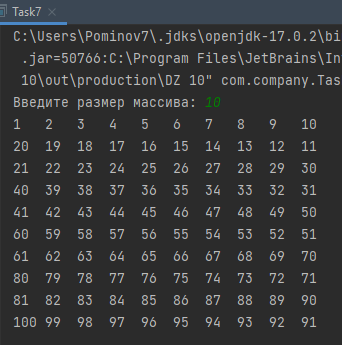 Task7
C:\Users\Pominov7\.jdks\openjdk-17.0.2\bi
.jar=50766:C:\Program Files\JetBrains\In
10\out\production\DZ 10" com.company.Tas
Введите размер массива: 10
1 2 3 4 5 6 7 8 9 10
20 19 18 17 16 15 14 13 12 11
21 22 23 24 25 26 27 28 29 30
40 39 38 37 36 35 34 33 32 31
41 42 43 44 45 46 47 48 49 50
60 59 58 57 56 55 54 53 52 51
61 62 63 64 65 66 67 68 69 70
80 79 78 77 76 75 74 73 72 71
81 82 83 84 85 86 87 88 89 90
100 99 98 97 96 95 94 93 92 91